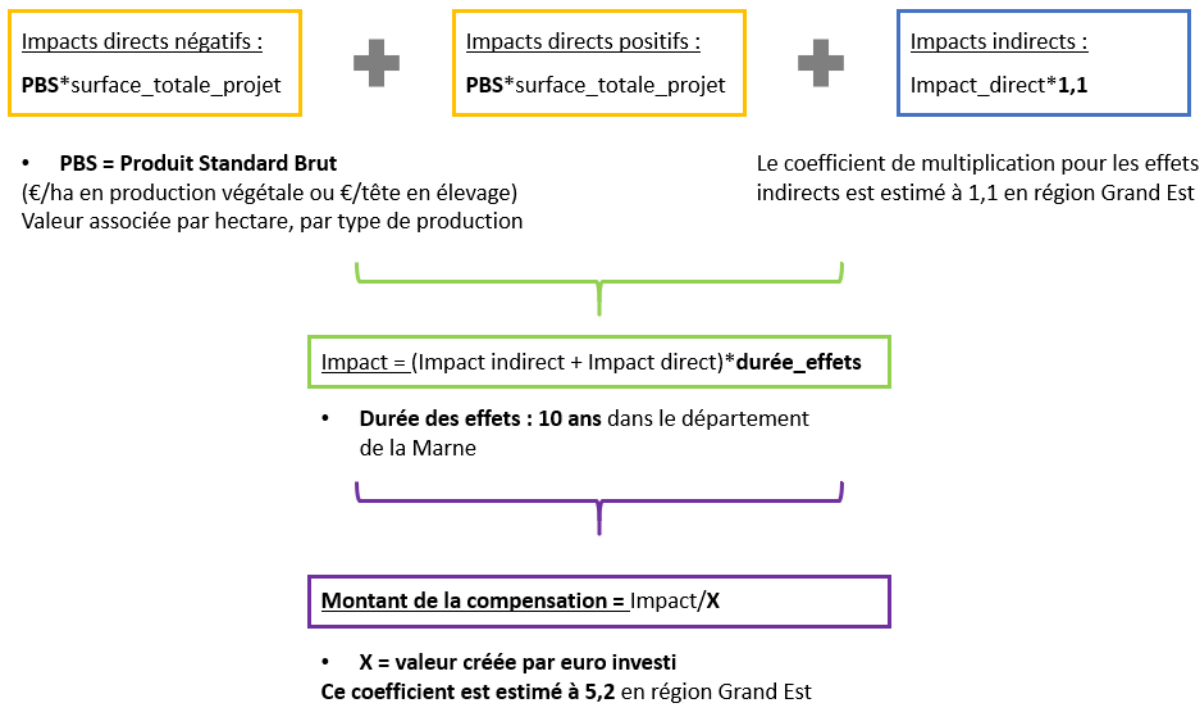 Impacts directs négatifs :
PBS*surface_totale_projet
Impacts directs positifs :
PBS*surface_totale_projet
Impacts indirects :
Impact_direct*1,1
• PBS = Produit Standard Brut
(€/ha en production végétale ou €/tête en élevage)
Valeur associée par hectare, par type de production
Le coefficient de multiplication pour les effets
indirects est estimé à 1,1 en région Grand Est
Impact = (Impact indirect + Impact direct)*durée_effets
• Durée des effets : 10 ans dans le département
de la Marne
Montant de la compensation = Impact/X
• X = valeur créée par euro investi
Ce coefficient est estimé à 5,2 en région Grand Est